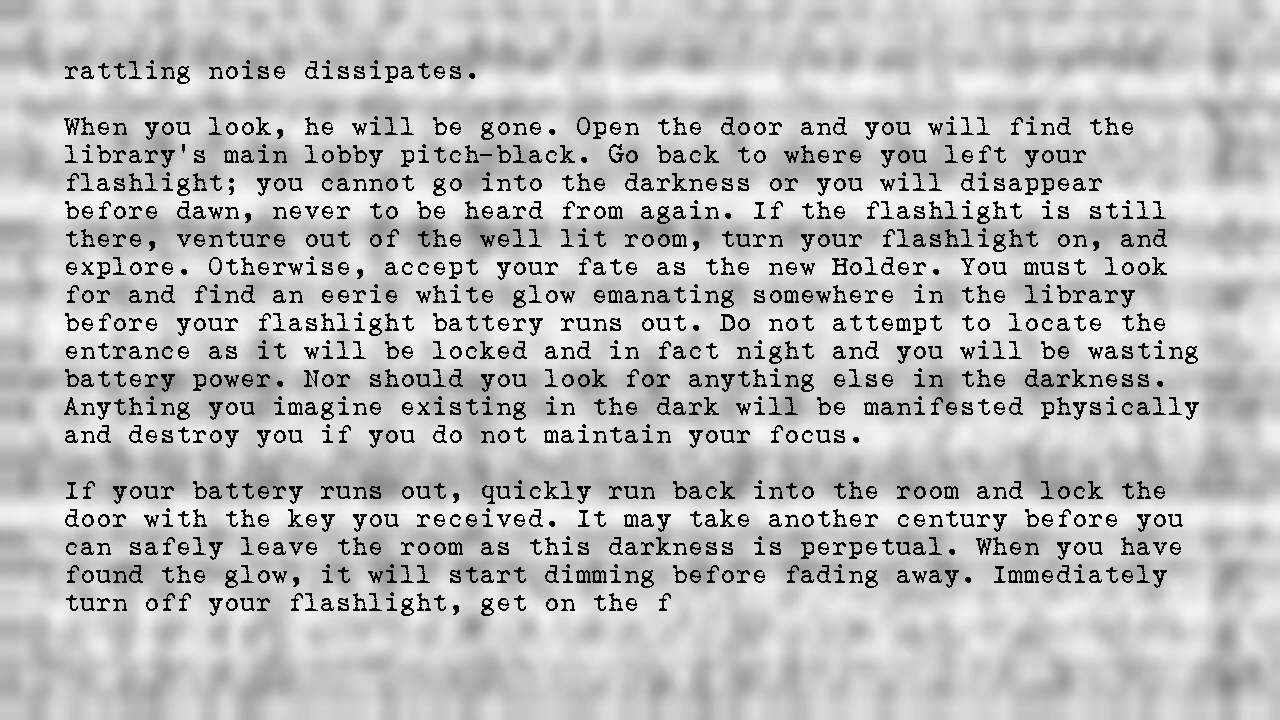 rattling noise dissipates.
When you look, he will be gone. Open the door and you will find the
library's main lobby pitch-black. Go back to where you left your
flashlight; you cannot go into the darkness or you will disappear
before dawn, never to be heard from again. If the flashlight is still
there, venture out of the well lit room, turn your flashlight on, and
explore. Otherwise, accept your fate as the new Holder. You must look
for and find an eerie white glow emanating somewhere in the library
before your flashlight battery runs out. Do not attempt to locate the
entrance as it will be locked and in fact night and you will be wasting
battery power. Nor should you look for anything else in the darkness.
Anything you imagine existing in the dark will be manifested physically
and destroy you if you do not maintain your focus.
If your battery runs out, quickly run back into the room and lock the
door with the key you received. It may take another century before you
can safely leave the room as this darkness is perpetual. When you have
found the glow, it will start dimming before fading away. Immediately
turn off your flashlight, get on the f